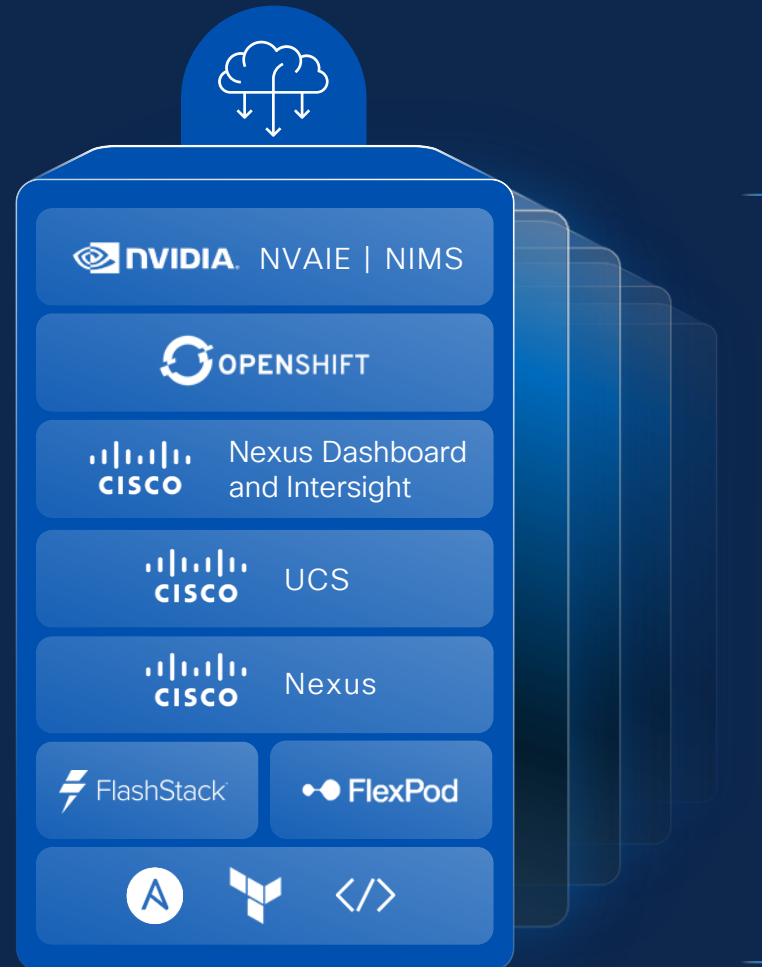 NVIDIA. NVAIE | NIMS
OPENSHIFT
CISCO Nexus Dashboard
and Intersight
CISCO UCS
CISCO Nexus
FlashStack FlexPod
A </>